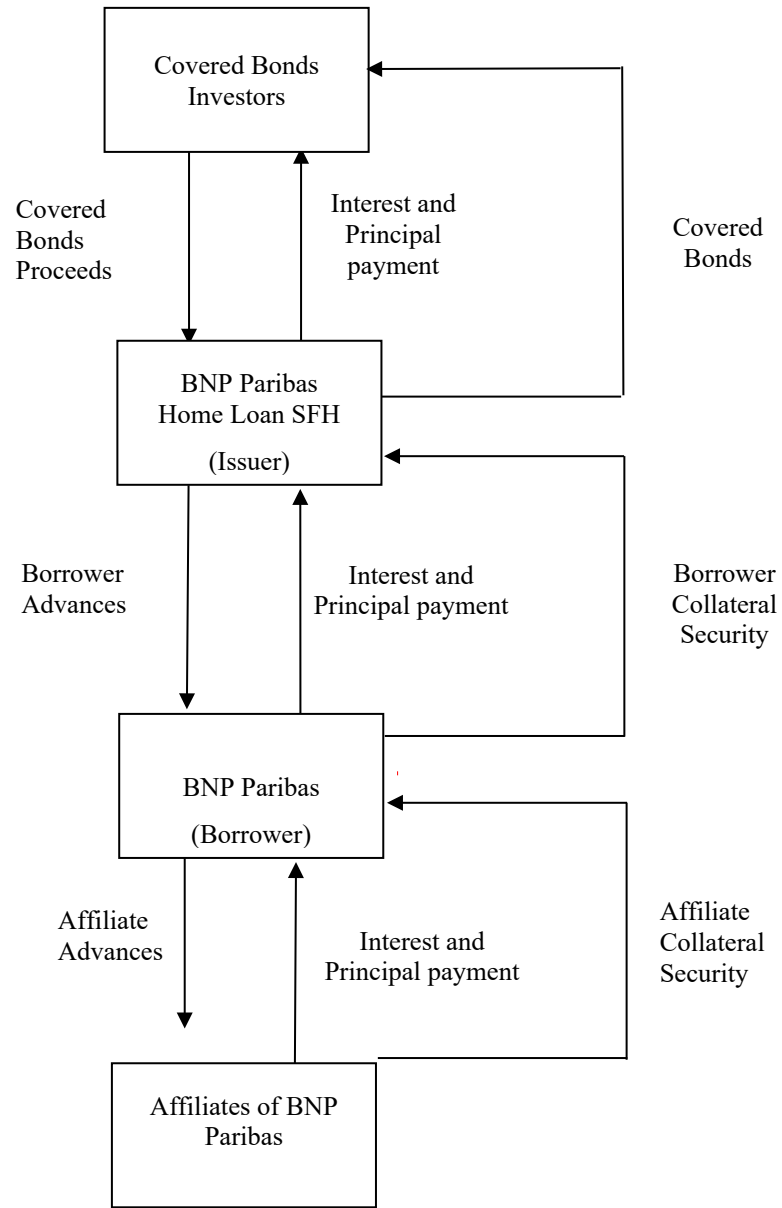 Covered Bonds
Investors
Covered
Bonds
Proceeds
Interest and
Principal
payment
Covered
Bonds
BNP Paribas
Home Loan SFH
(Issuer)
Borrower
Advances
Interest and
Principal payment
Borrower
Collateral
Security
BNP Paribas
(Borrower)
Affiliate
Advances
Interest and
Principal payment
Affiliate
Collateral
Security
Affiliates of BNP
Paribas